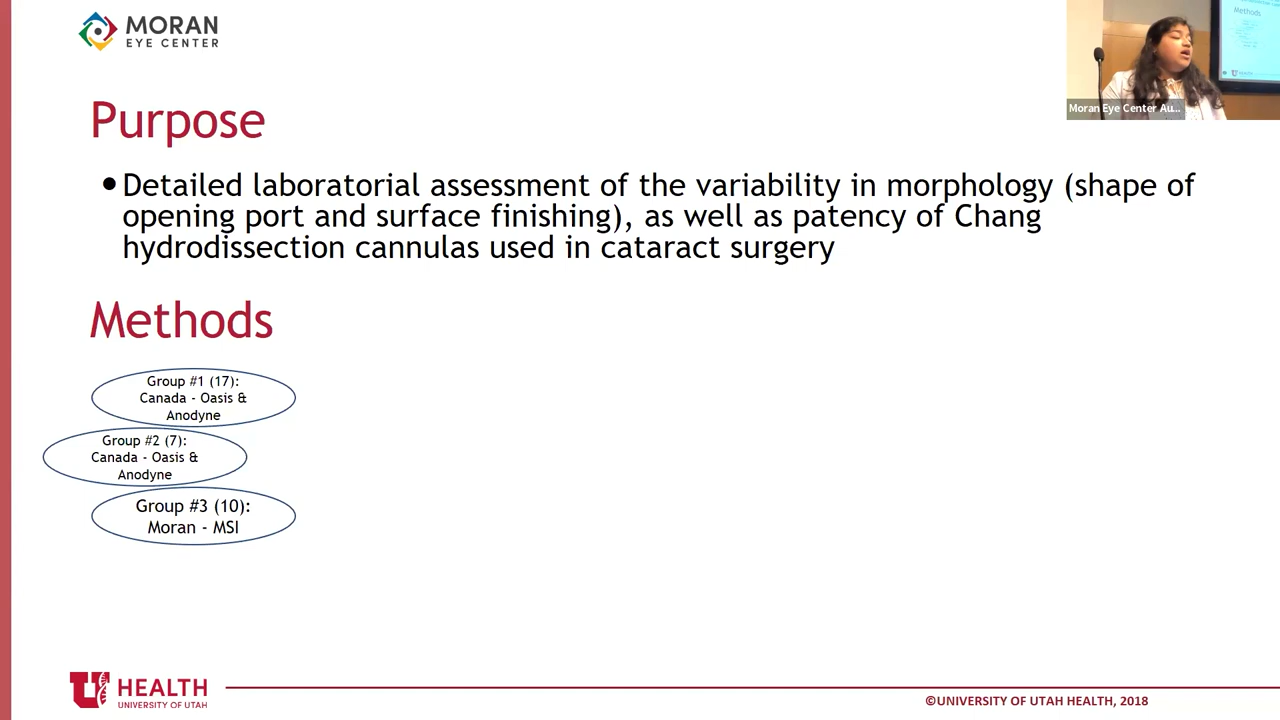 MORAN
EYE CENTER
Methods
Moran Eye Center Au...
Purpose
•Detailed laboratorial assessment of the variability in morphology (shape of
opening port and surface finishing), as well as patency of Chang
hydrodissection cannulas used in cataract surgery
Methods
Group #1 (17):
Canada - Oasis &
Anodyne
Group #2 (7):
Canada - Oasis &
Anodyne
Group #3 (10):
Moran - MSI
U HEALTH
UNIVERSITY OF UTAH
©UNIVERSITY OF UTAH HEALTH, 2018